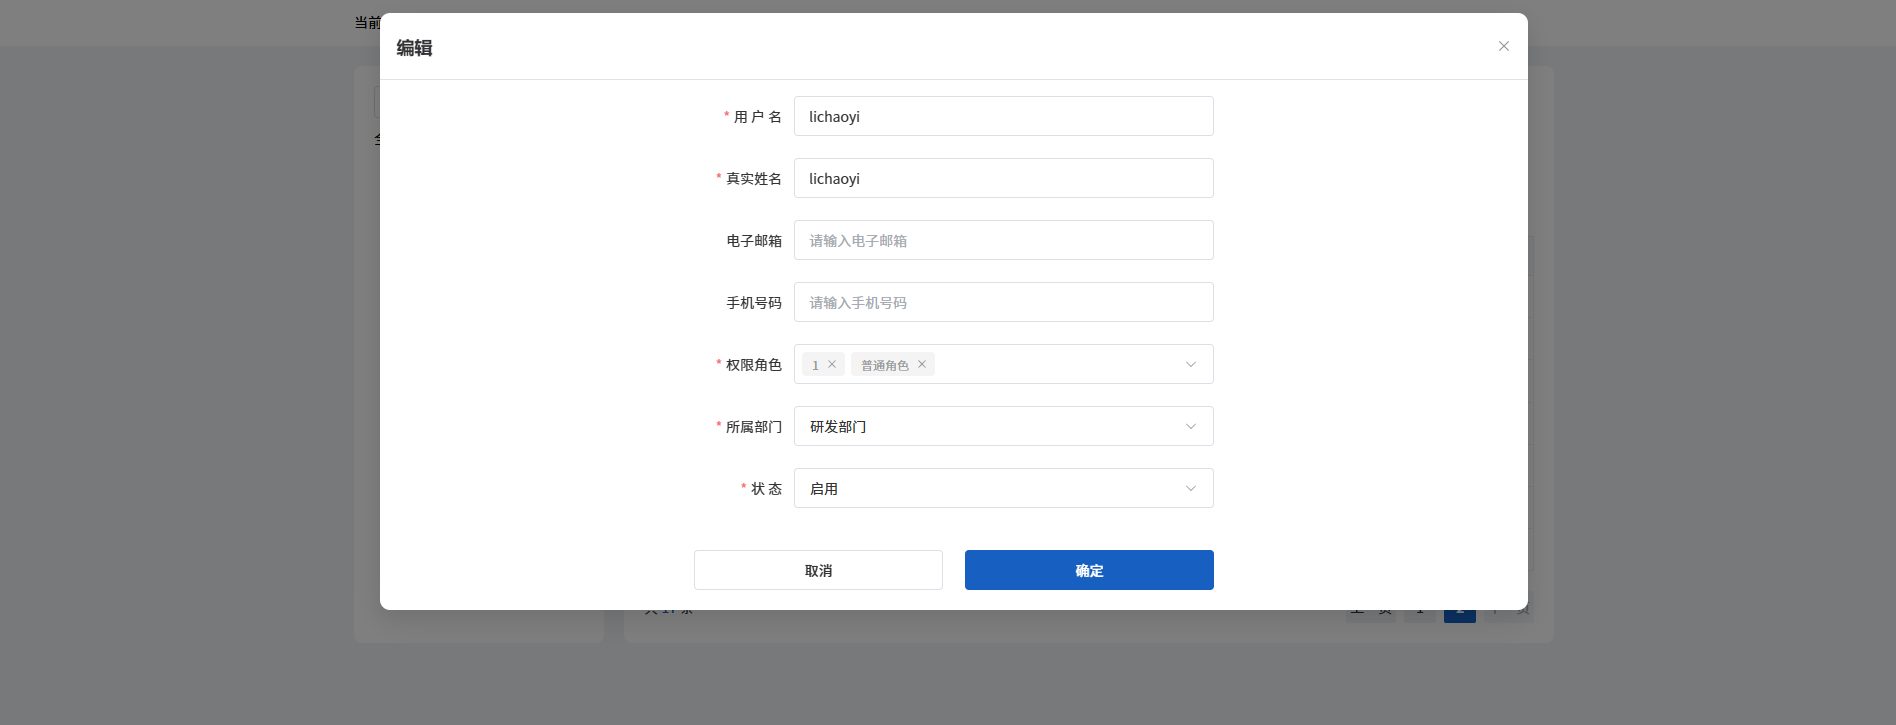 当前
编辑
* 用 户 名 lichaoyi
* 真实姓名 lichaoyi
电子邮箱 请输入电子邮箱
手机号码 请输入手机号码
* 权限角色 1 普通角色
* 所属部门 研发部门
* 状 态 启用
取消 确定